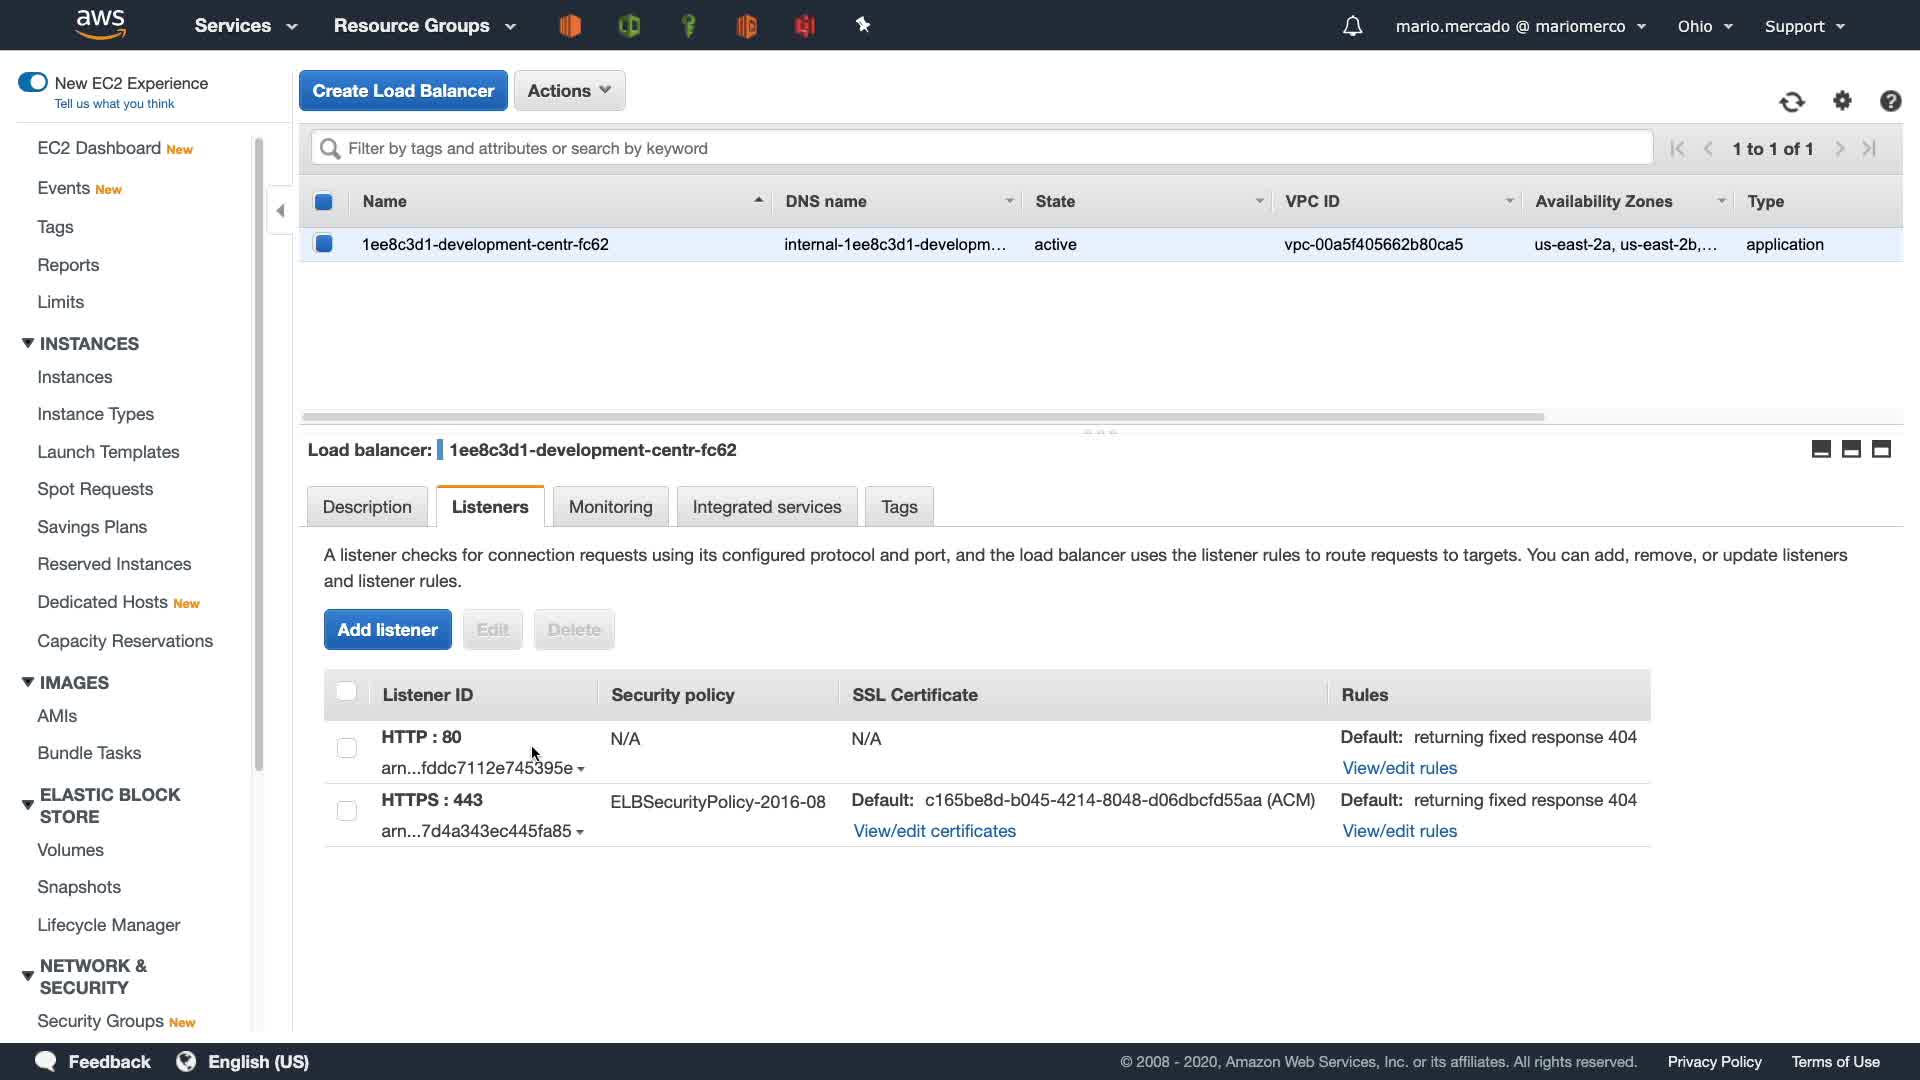 aws
Services
Resource Groups
mario.mercado @ mariomerco
Ohio
Support
New EC2 Experience
Tell us what you think
EC2 Dashboard New
Events New
Tags
Reports
Limits
INSTANCES
Instances
Instance Types
Launch Templates
Spot Requests
Savings Plans
Reserved Instances
Dedicated Hosts New
Capacity Reservations
IMAGES
AMIs
Bundle Tasks
ELASTIC BLOCK
STORE
Volumes
Snapshots
Lifecycle Manager
NETWORK &
SECURITY
Security Groups New
Create Load Balancer
Actions
Filter by tags and attributes or search by keyword
1 to 1 of 1
Name DNS name State VPC ID Availability Zones Type
1ee8c3d1-development-centr-fc62 internal-1ee8c3d1-developm... active vpc-00a5f405662b80ca5 us-east-2a, us-east-2b,... application
Load balancer: 1ee8c3d1-development-centr-fc62
Description Listeners Monitoring Integrated services Tags
A listener checks for connection requests using its configured protocol and port, and the load balancer uses the listener rules to route requests to targets. You can add, remove, or update listeners
and listener rules.
Add listener Edit Delete
Listener ID Security policy SSL Certificate Rules
HTTP : 80 N/A N/A Default: returning fixed response 404
arn...fddc7112e745395e View/edit rules
HTTPS : 443 ELBSecurityPolicy-2016-08 Default: c165be8d-b045-4214-8048-d06dbcfd55aa (ACM) Default: returning fixed response 404
arn...7d4a343ec445fa85 View/edit certificates View/edit rules
Feedback English (US) © 2008 - 2020, Amazon Web Services, Inc. or its affiliates. All rights reserved. Privacy Policy Terms of Use